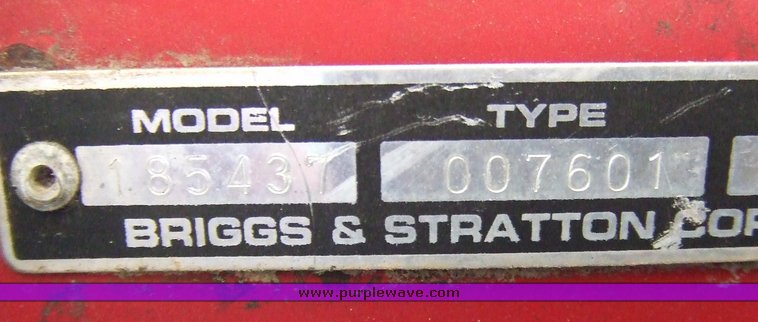 MODEL TYPE
185437 007601
BRIGGS & STRATTON COR
www.purplewave.com